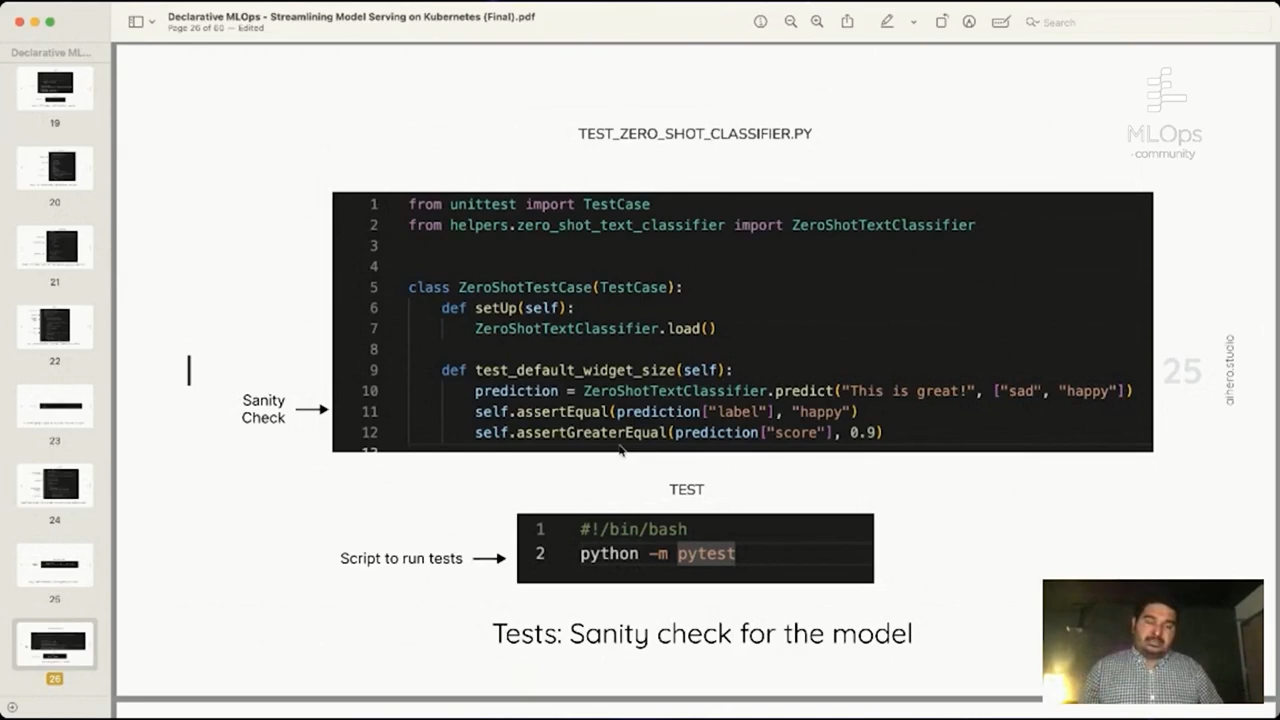 Declarative MLOps - Streamlining Model Serving on Kubernetes (Final).pdf
Page 26 of 60 — Edited
Search
Declarative ML...
19
20
21
22
23
24
25
26
MLOps
·community
TEST_ZERO_SHOT_CLASSIFIER.PY
1 from unittest import TestCase
2 from helpers.zero_shot_text_classifier import ZeroShotTextClassifier
3
4
5 class ZeroShotTestCase(TestCase):
6 def setUp(self):
7 ZeroShotTextClassifier.load()
8
9 def test_default_widget_size(self):
10 prediction = ZeroShotTextClassifier.predict("This is great!", ["sad", "happy"])
11 self.assertEqual(prediction["label"], "happy")
12 self.assertGreaterEqual(prediction["score"], 0.9)
13
Sanity
Check
25
aihero.studio
TEST
1 #!/bin/bash
2 python -m pytest
Script to run tests
Tests: Sanity check for the model